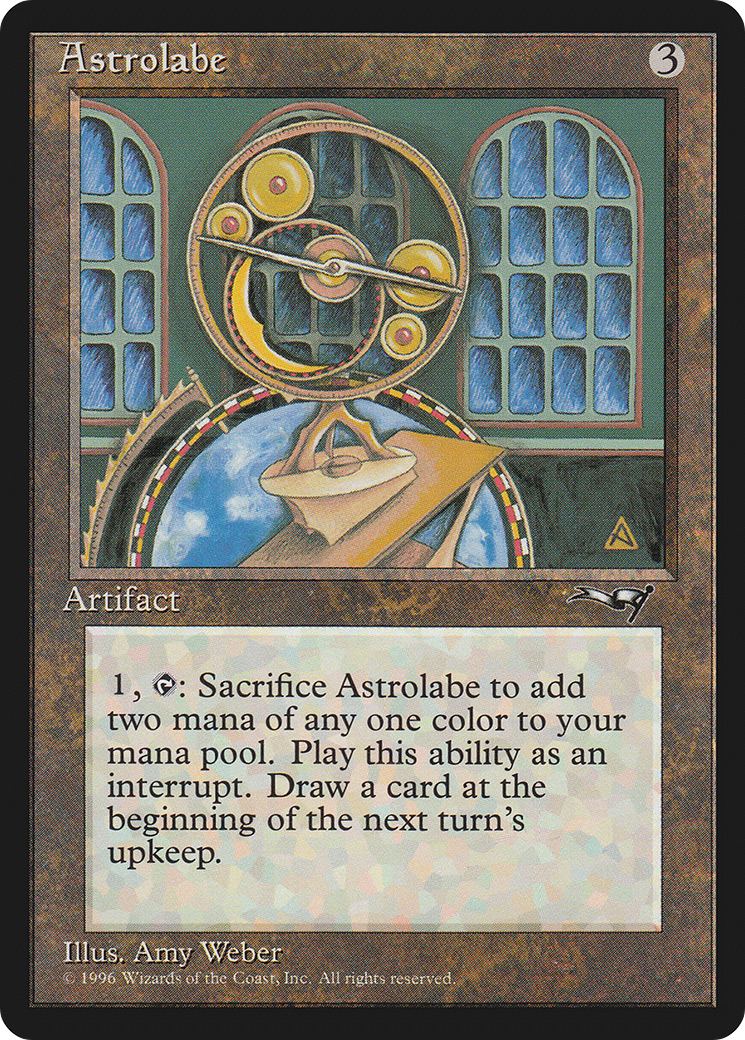 Astrolabe
3
Artifact
1, : Sacrifice Astrolabe to add
two mana of any one color to your
mana pool. Play this ability as an
interrupt. Draw a card at the
beginning of the next turn's
upkeep.
Illus. Amy Weber
© 1996 Wizards of the Coast, Inc. All rights reserved.